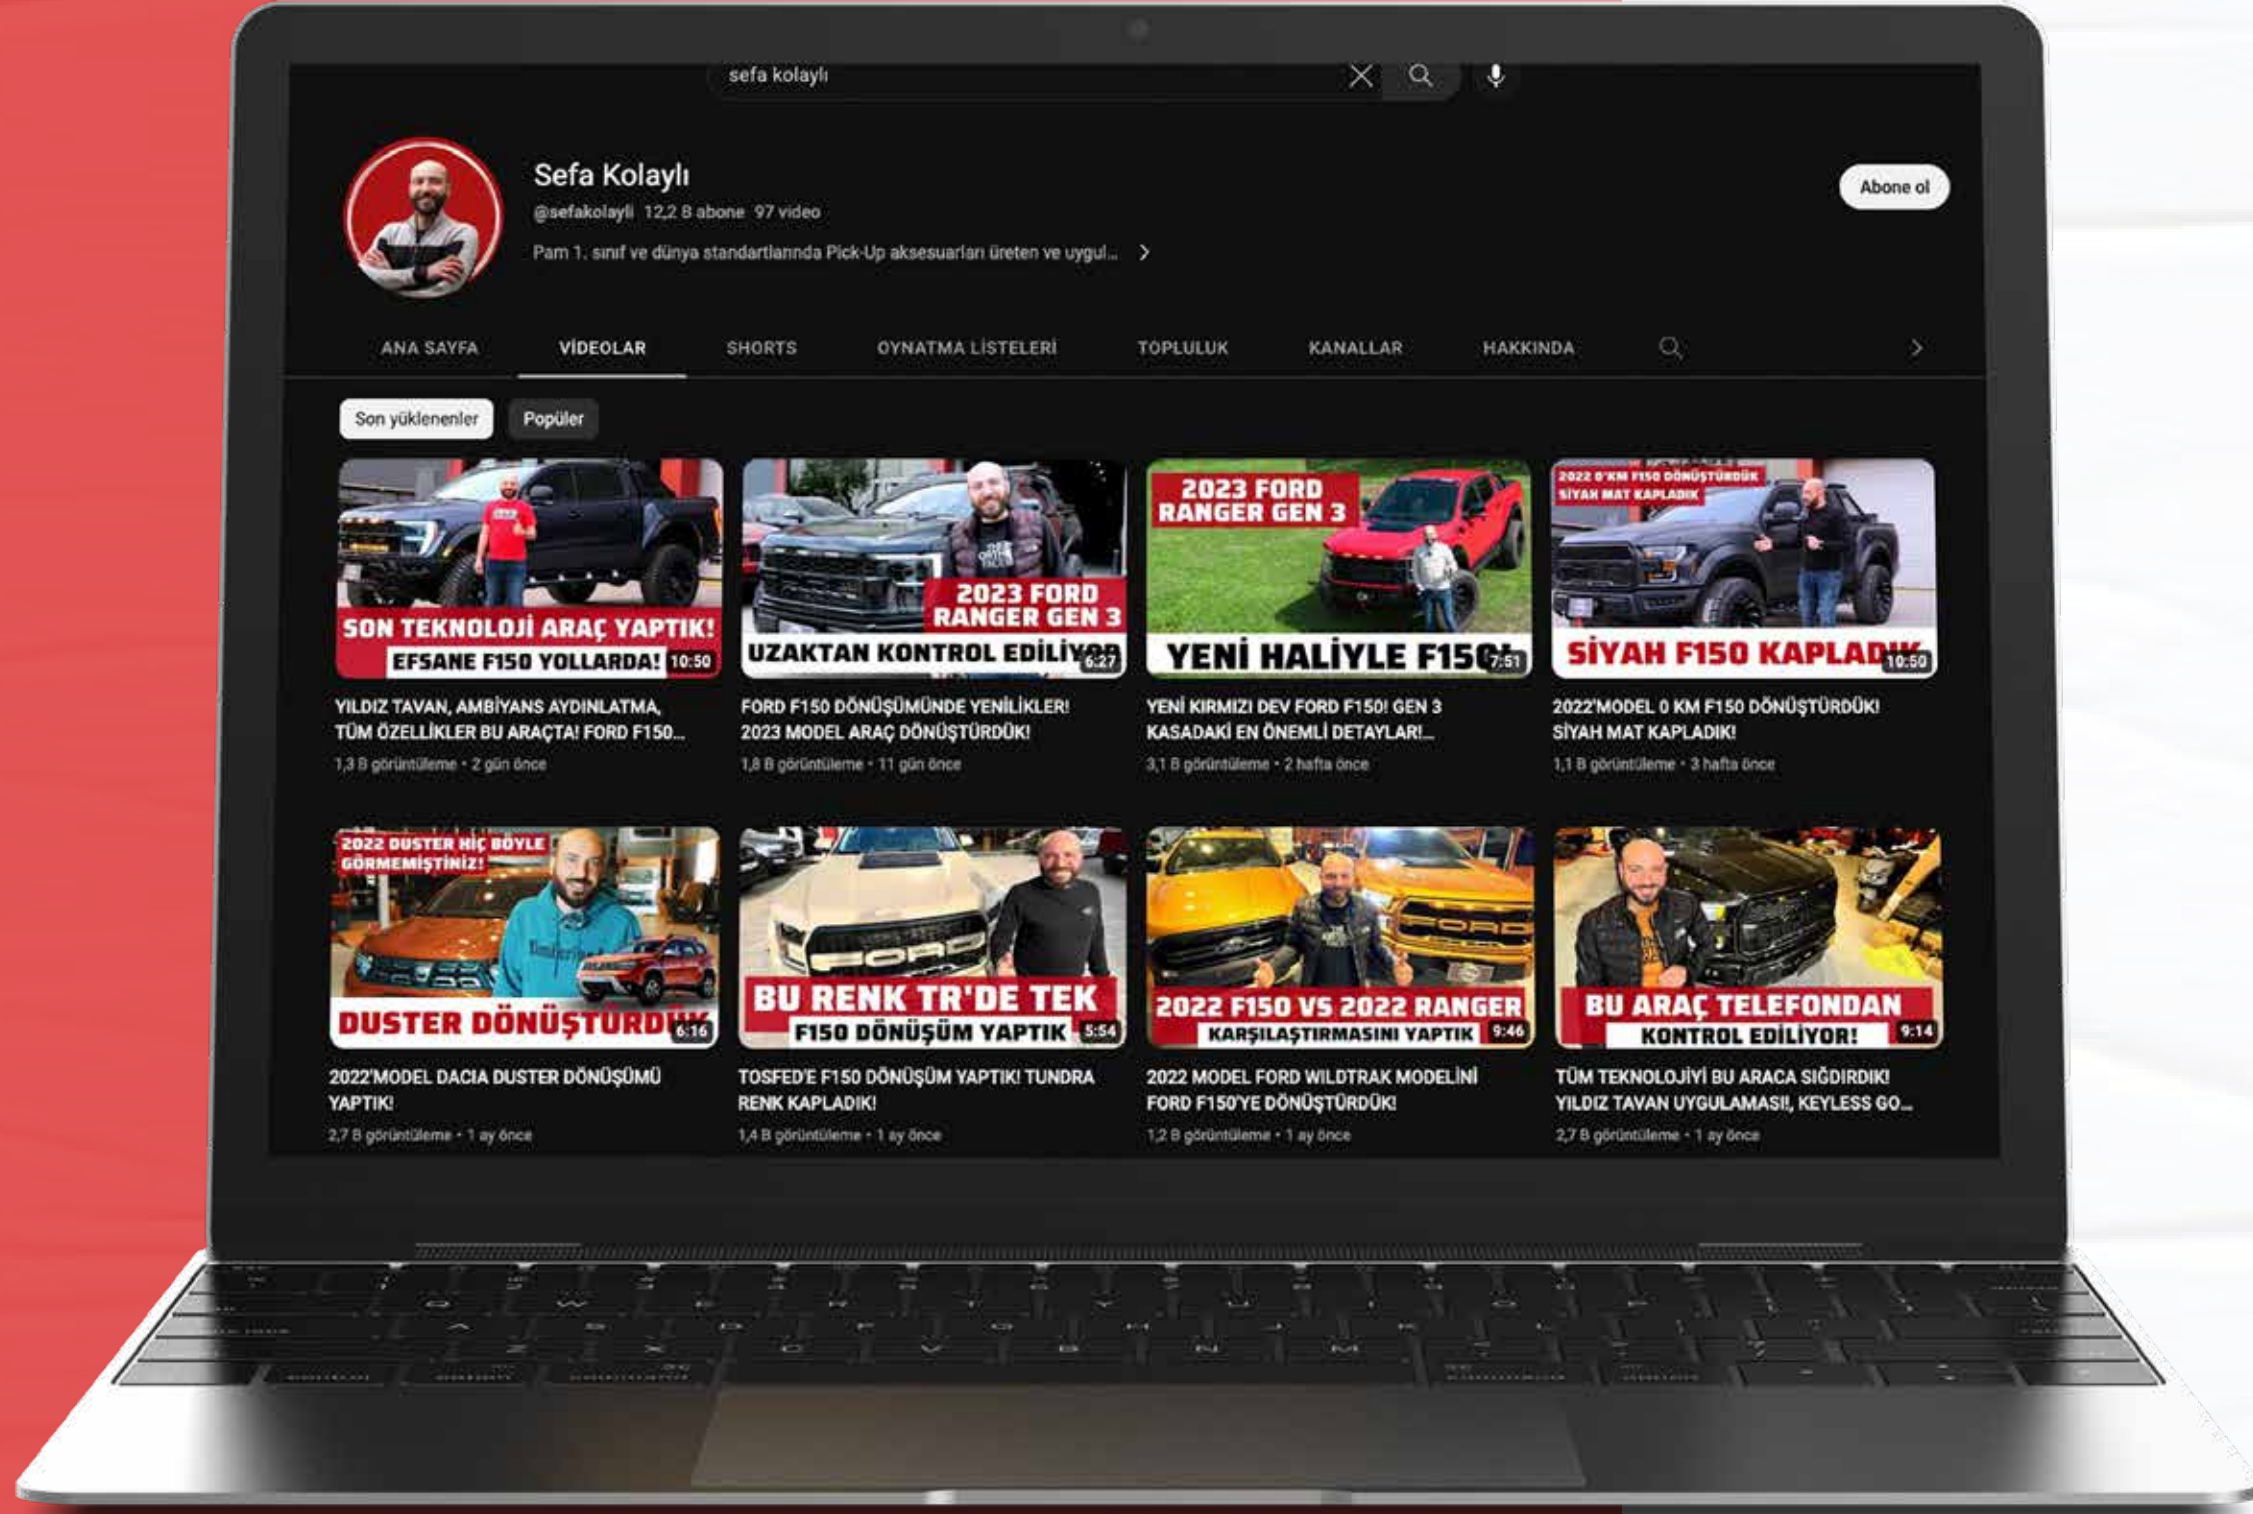 sefa kolaylı
Sefa Kolaylı
Abone ol
@sefakolayli 12,2 B abone 97 video
Pam 1. sınıf ve dünya standartlarında Pick-Up aksesuarları üreten ve uygul...
ANA SAYFA VİDEOLAR SHORTS OYNATMA LİSTELERİ TOPLULUK KANALLAR HAKKINDA
Son yüklenenler Popüler
SON TEKNOLOJİ ARAÇ YAPTIK!
EFSANE F150 YOLLARDA! 10:50
2023 FORD
RANGER GEN 3
UZAKTAN KONTROL EDİLİYOR
6:27
2023 FORD
RANGER GEN 3
YENİ HALİYLE F150!
7:51
2022 0'KM F150 DÖNÜŞTÜRDÜK
SİYAH MAT KAPLADIK
SİYAH F150 KAPLADIK
10:50
YILDIZ TAVAN, AMBİYANS AYDINLATMA,
TÜM ÖZELLİKLER BU ARAÇTA! FORD F150...
1,3 B görüntüleme • 2 gün önce
FORD F150 DÖNÜŞÜMÜNDE YENİLİKLER!
2023 MODEL ARAÇ DÖNÜŞTÜRDÜK!
1,8 B görüntüleme • 11 gün önce
YENİ KIRMIZI DEV FORD F150! GEN 3
KASADAKİ EN ÖNEMLİ DETAYLAR!...
3,1 B görüntüleme • 2 hafta önce
2022'MODEL 0 KM F150 DÖNÜŞTÜRDÜK!
SİYAH MAT KAPLADIK!
1,1 B görüntüleme • 3 hafta önce
2022 DUSTER HİÇ BÖYLE
GÖRMEMİŞTİNİZ!
DUSTER DÖNÜŞTÜRDÜK
6:16
FORD
BU RENK TR'DE TEK
F150 DÖNÜŞÜM YAPTIK 5:54
FORD
2022 F150 VS 2022 RANGER
KARŞILAŞTIRMASINI YAPTIK 9:46
BU ARAÇ TELEFONDAN
KONTROL EDİLİYOR! 9:14
2022'MODEL DACIA DUSTER DÖNÜŞÜMÜ
YAPTIK!
2,7 B görüntüleme • 1 ay önce
TOSFED'E F150 DÖNÜŞÜM YAPTIK! TUNDRA
RENK KAPLADIK!
1,4 B görüntüleme • 1 ay önce
2022 MODEL FORD WILDTRAK MODELİNİ
FORD F150'YE DÖNÜŞTÜRDÜK!
1,2 B görüntüleme • 1 ay önce
TÜM TEKNOLOJİYİ BU ARACA SIĞDIRDIK!
YILDIZ TAVAN UYGULAMASI!, KEYLESS GO...
2,7 B görüntüleme • 1 ay önce